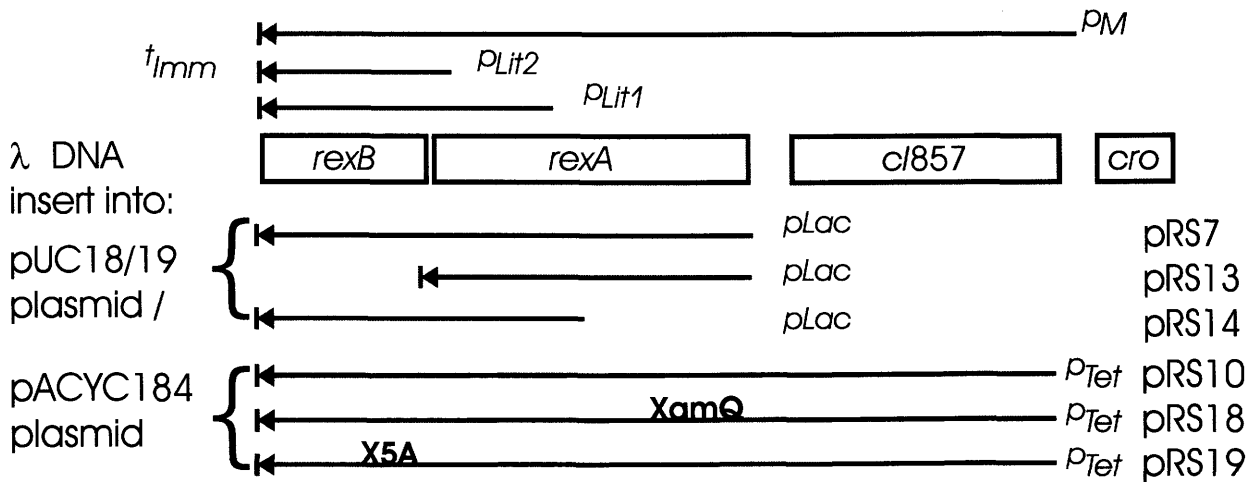 pM
tImm pLit2
pLit1
λ DNA rexB rexA cI857 cro
insert into:
pUC18/19 pLac pRS7
plasmid / pLac pRS13
pLac pRS14
pACYC184 pTet pRS10
plasmid XamQ pTet pRS18
X5A pTet pRS19